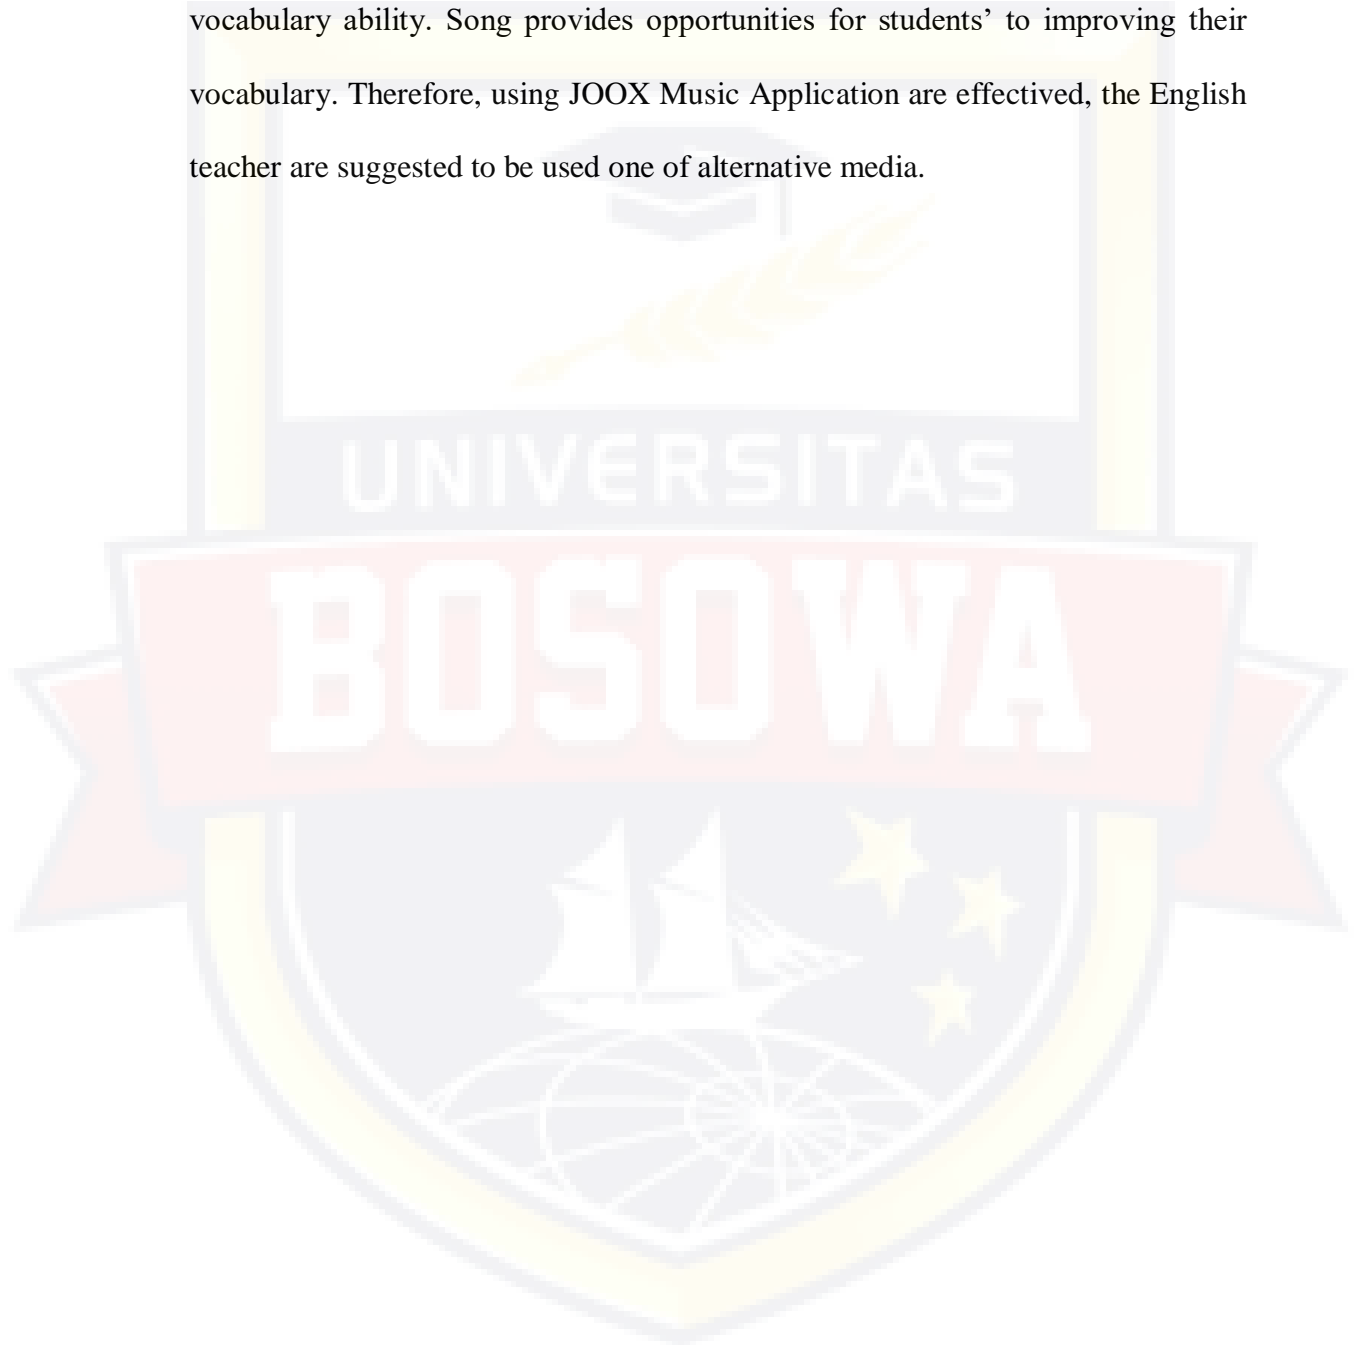 vocabulary ability. Song provides opportunities for students’ to improving their
vocabulary. Therefore, using JOOX Music Application are effectived, the English
teacher are suggested to be used one of alternative media.
UNIVERSITAS
BOSOWA